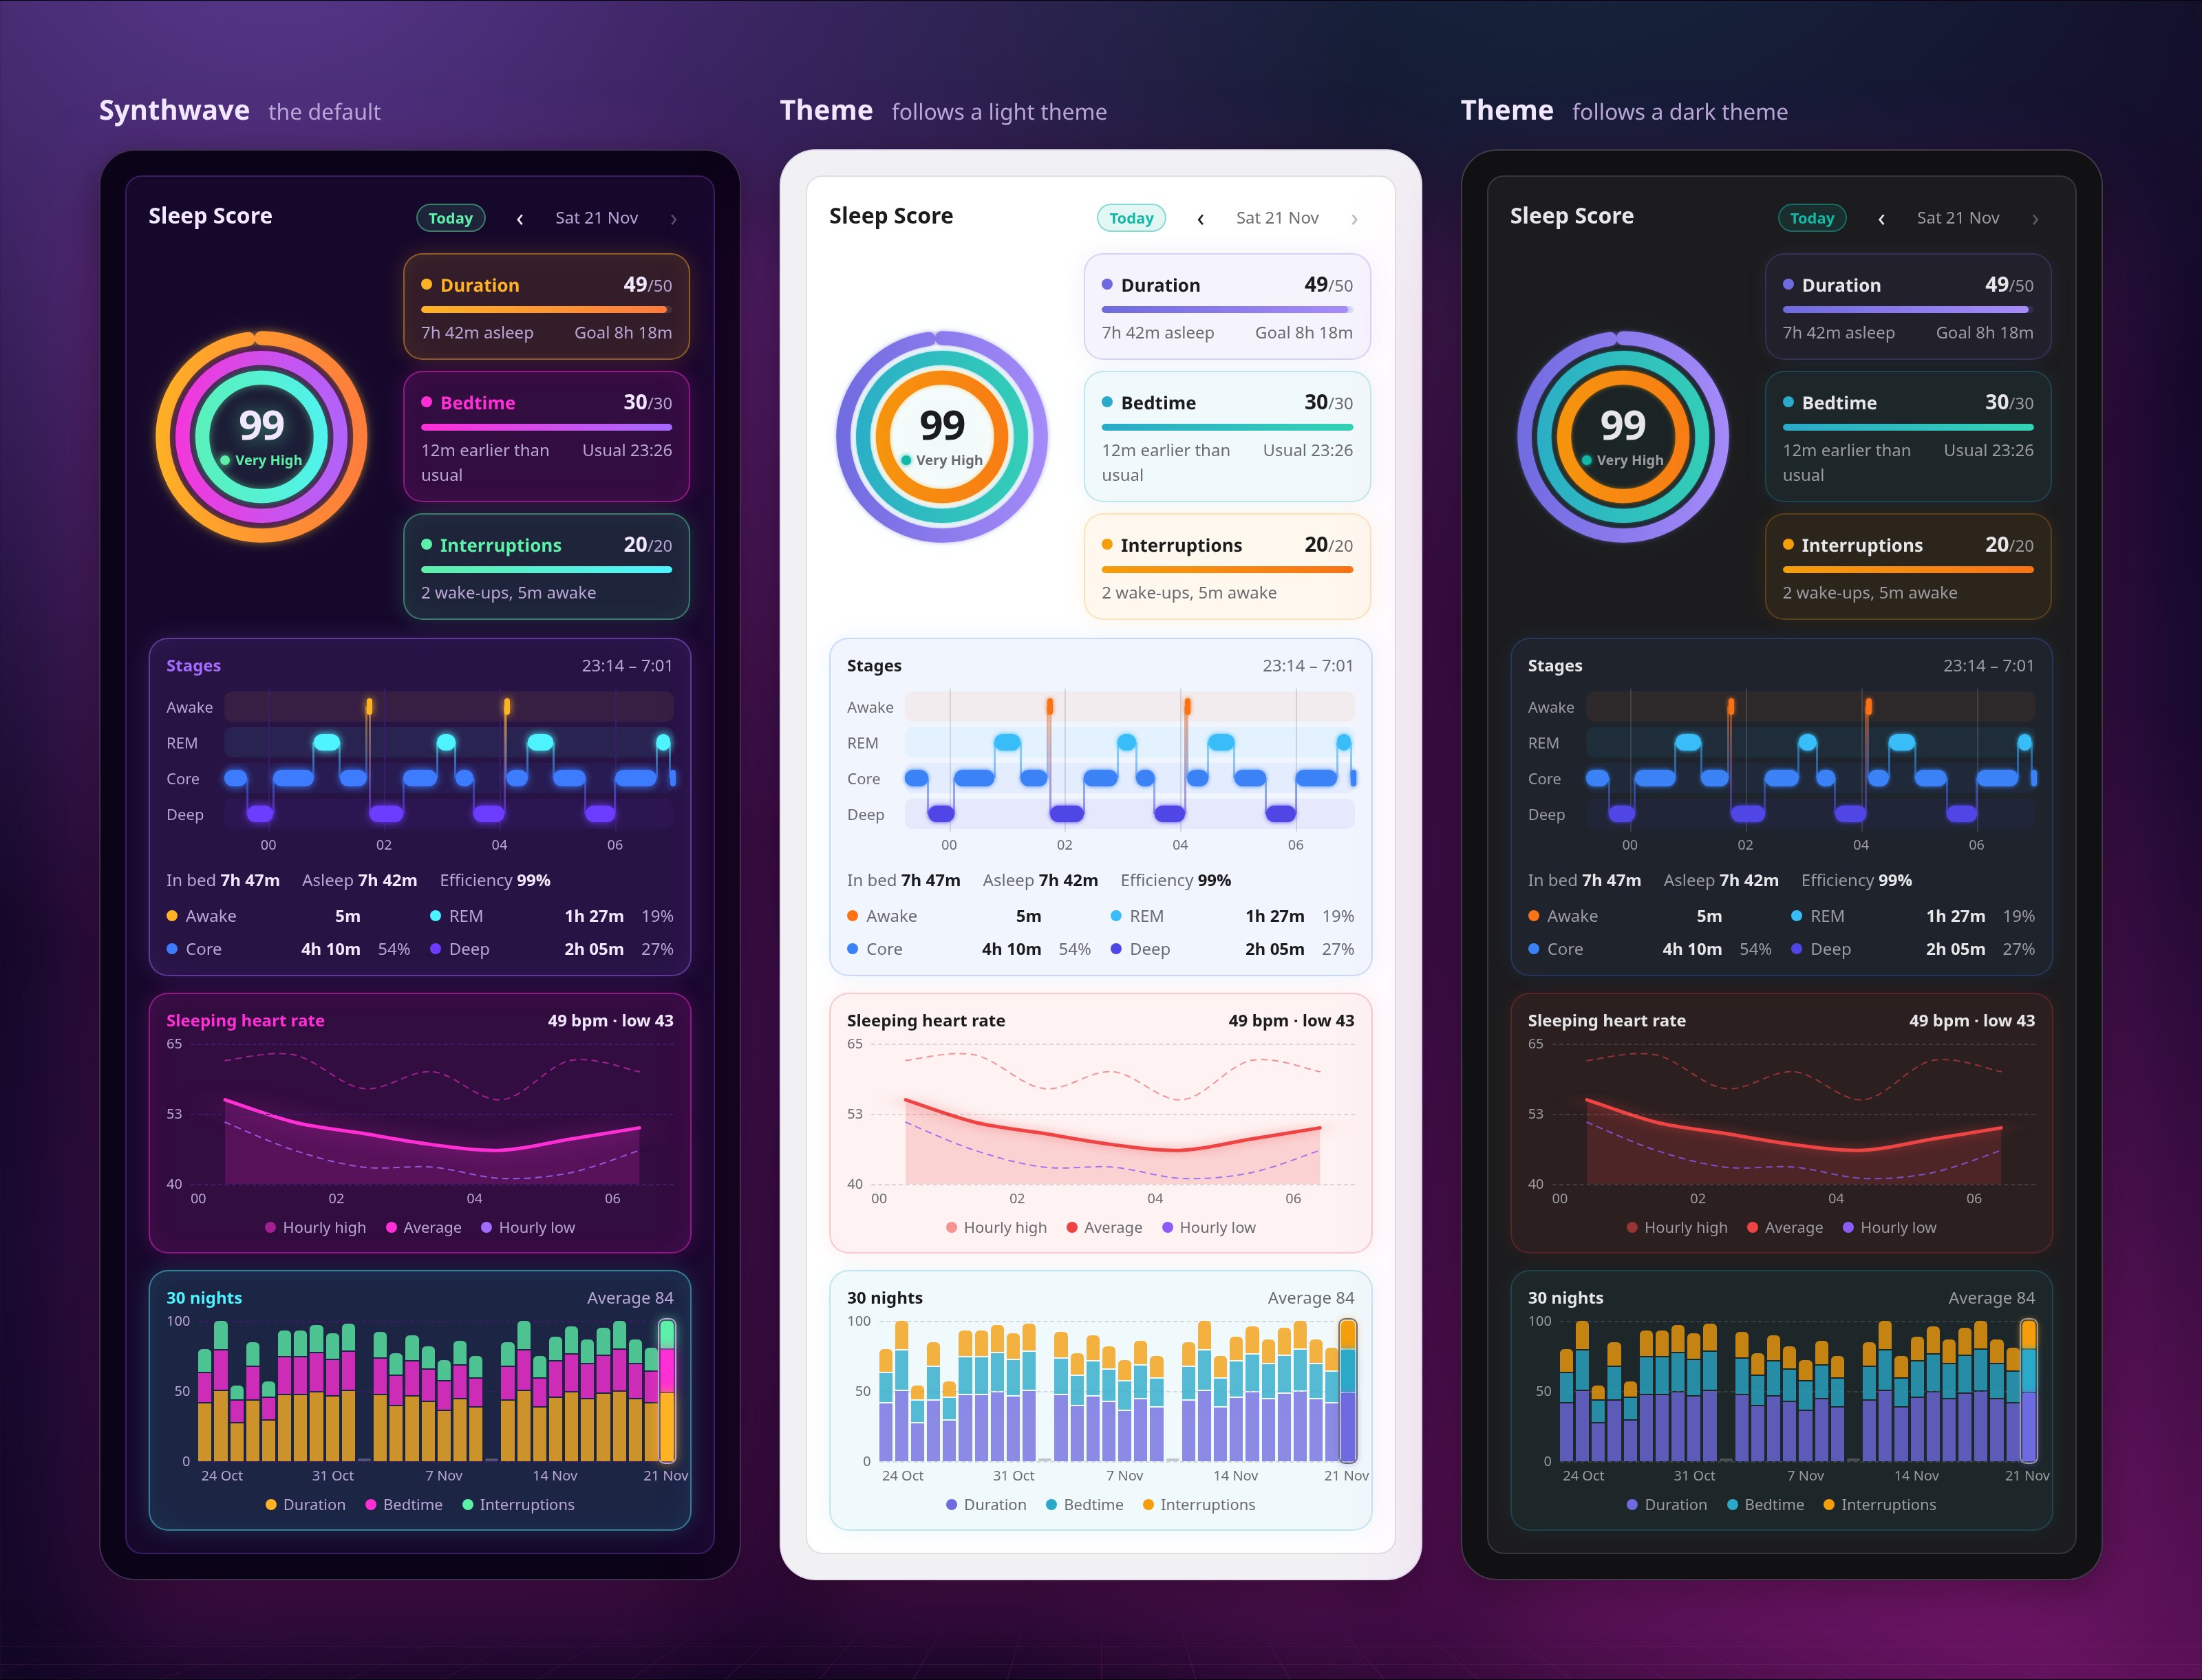 Synthwave the default
Sleep Score Today ‹ Sat 21 Nov ›
Duration 49/50
7h 42m asleep Goal 8h 18m
99
Very High
Bedtime 30/30
12m earlier than usual Usual 23:26
Interruptions 20/20
2 wake-ups, 5m awake
Stages 23:14 – 7:01
Awake
REM
Core
Deep
00 02 04 06
In bed 7h 47m Asleep 7h 42m Efficiency 99%
Awake 5m REM 1h 27m 19%
Core 4h 10m 54% Deep 2h 05m 27%
Sleeping heart rate 49 bpm · low 43
65
53
40
00 02 04 06
Hourly high Average Hourly low
30 nights Average 84
100
50
0
24 Oct 31 Oct 7 Nov 14 Nov 21 Nov
Duration Bedtime Interruptions
Theme follows a light theme
Sleep Score Today ‹ Sat 21 Nov ›
Duration 49/50
7h 42m asleep Goal 8h 18m
99
Very High
Bedtime 30/30
12m earlier than usual Usual 23:26
Interruptions 20/20
2 wake-ups, 5m awake
Stages 23:14 – 7:01
Awake
REM
Core
Deep
00 02 04 06
In bed 7h 47m Asleep 7h 42m Efficiency 99%
Awake 5m REM 1h 27m 19%
Core 4h 10m 54% Deep 2h 05m 27%
Sleeping heart rate 49 bpm · low 43
65
53
40
00 02 04 06
Hourly high Average Hourly low
30 nights Average 84
100
50
0
24 Oct 31 Oct 7 Nov 14 Nov 21 Nov
Duration Bedtime Interruptions
Theme follows a dark theme
Sleep Score Today ‹ Sat 21 Nov ›
Duration 49/50
7h 42m asleep Goal 8h 18m
99
Very High
Bedtime 30/30
12m earlier than usual Usual 23:26
Interruptions 20/20
2 wake-ups, 5m awake
Stages 23:14 – 7:01
Awake
REM
Core
Deep
00 02 04 06
In bed 7h 47m Asleep 7h 42m Efficiency 99%
Awake 5m REM 1h 27m 19%
Core 4h 10m 54% Deep 2h 05m 27%
Sleeping heart rate 49 bpm · low 43
65
53
40
00 02 04 06
Hourly high Average Hourly low
30 nights Average 84
100
50
0
24 Oct 31 Oct 7 Nov 14 Nov 21 Nov
Duration Bedtime Interruptions